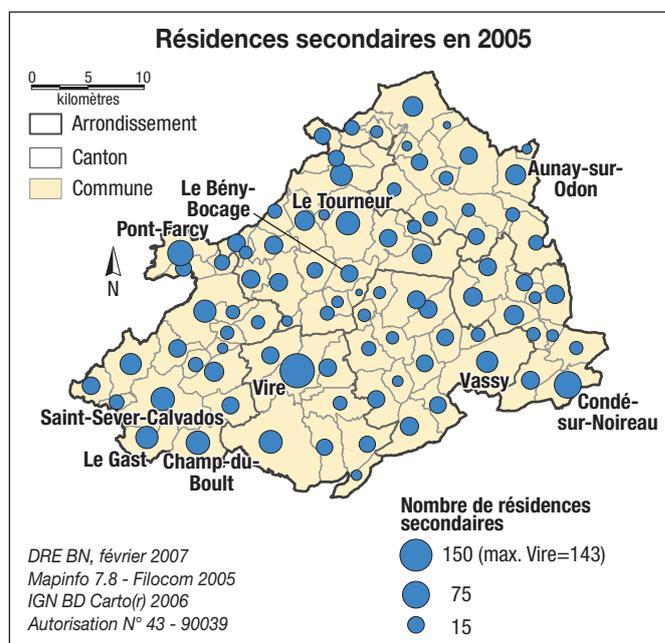 Résidences secondaires en 2005
0 5 10
kilomètres
Arrondissement
Canton
Commune
Le Bény-
Bocage
Le Tourneur
Aunay-sur-
Odon
Pont-Farcy
N
Vire
Vassy
Saint-Sever-Calvados
Condé-
sur-Noireau
Le Gast
Champ-du-
Boult
Nombre de résidences
secondaires
150 (max. Vire=143)
75
15
DRE BN, février 2007
Mapinfo 7.8 - Filocom 2005
IGN BD Carto(r) 2006
Autorisation N° 43 - 90039